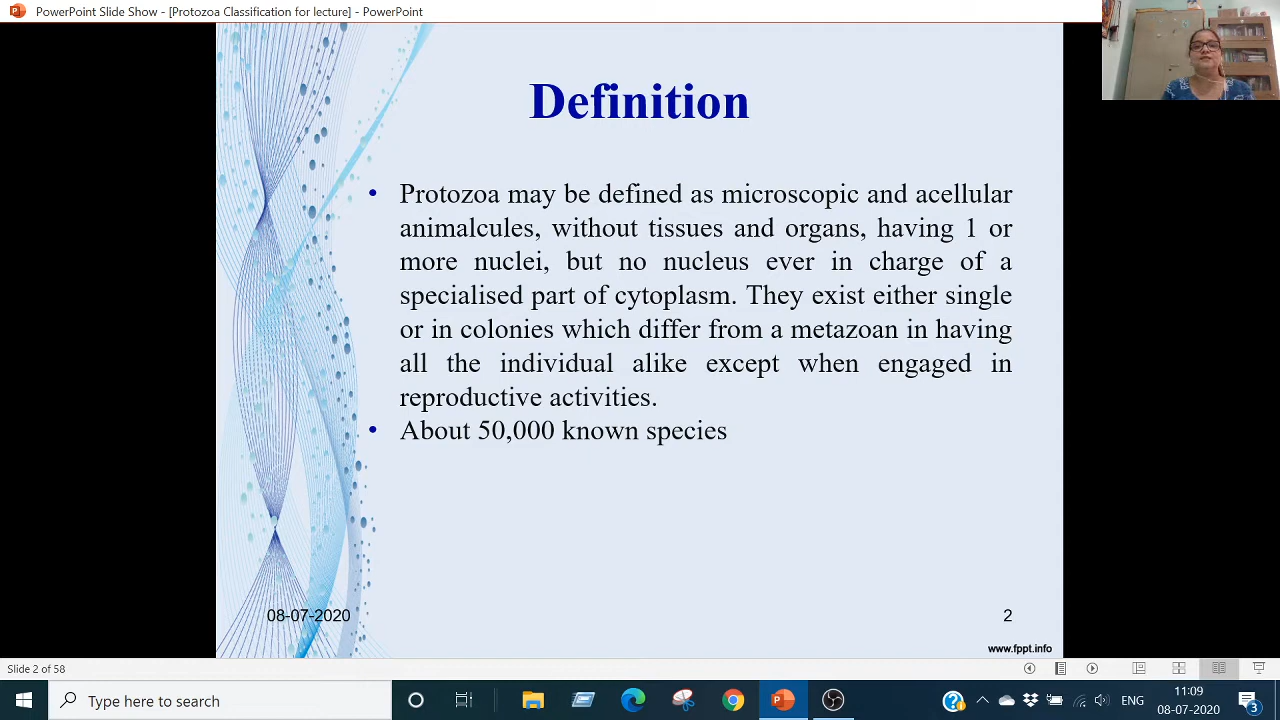 PowerPoint Slide Show - [Protozoa Classification for lecture] - PowerPoint
Definition
• Protozoa may be defined as microscopic and acellular
animalcules, without tissues and organs, having 1 or
more nuclei, but no nucleus ever in charge of a
specialised part of cytoplasm. They exist either single
or in colonies which differ from a metazoan in having
all the individual alike except when engaged in
reproductive activities.
• About 50,000 known species
08-07-2020
2
www.fppt.info
Slide 2 of 58
Type here to search
ENG
11:09
08-07-2020
3